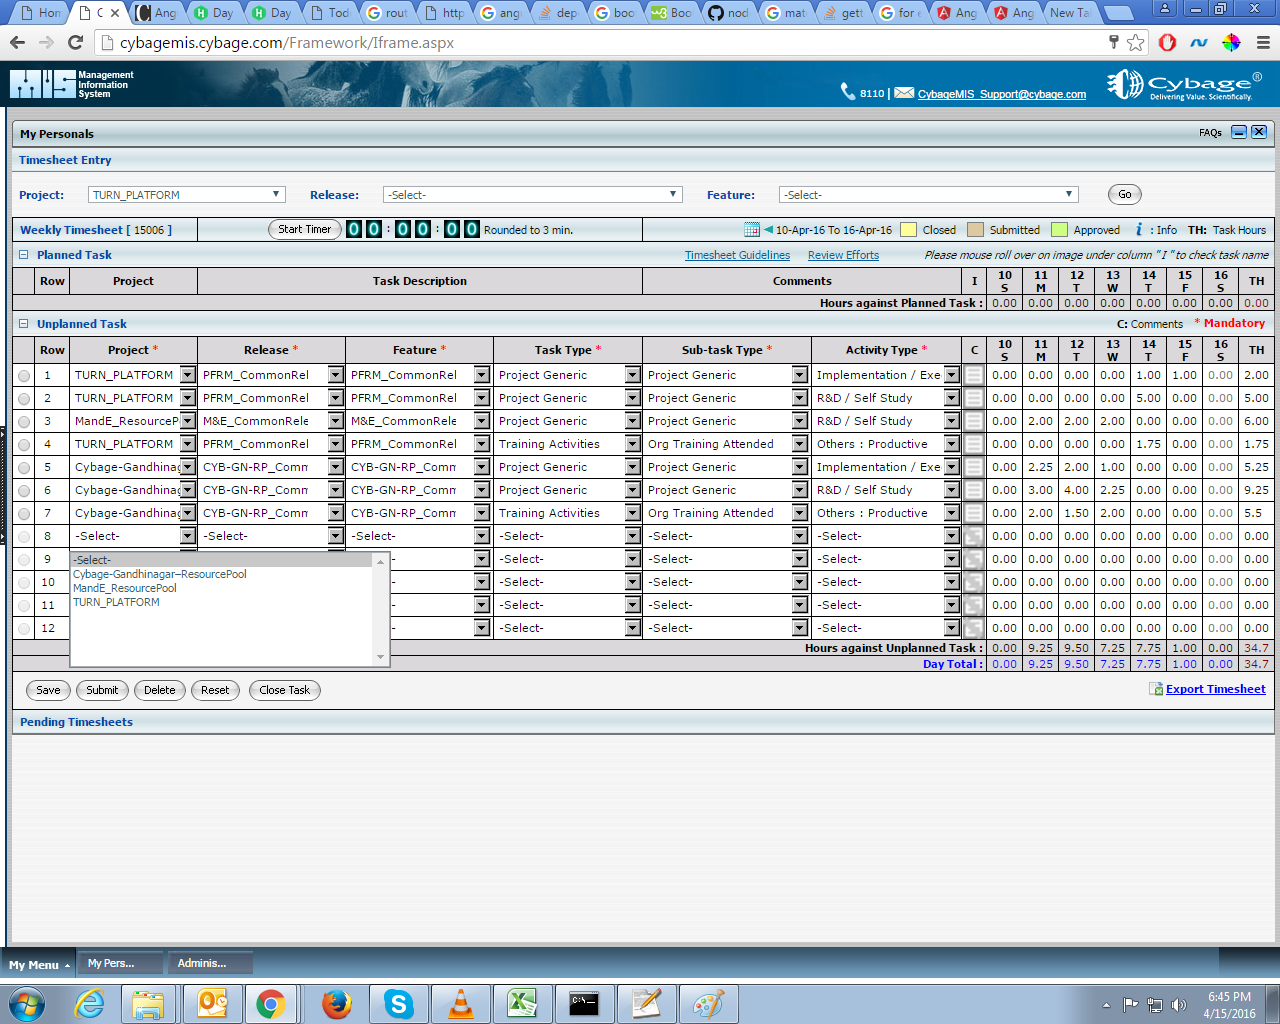 Hom C Ang Day Day Toda rout http ang dep boo Boo nod mat gett for e Ang Ang New Ta
cybagemis.cybage.com/Framework/Iframe.aspx
MIS Management Information System
8110 | CybageMIS_Support@cybage.com
Cybage®
Delivering Value. Scientifically.
My Personals FAQs
Timesheet Entry
Project: TURN_PLATFORM Release: -Select- Feature: -Select- Go
Weekly Timesheet [ 15006 ] Start Timer 00 : 00 : 00 Rounded to 3 min. 10-Apr-16 To 16-Apr-16 Closed Submitted Approved i : Info TH: Task Hours
Planned Task Timesheet Guidelines Review Efforts Please mouse roll over on image under column " I " to check task name
Row Project Task Description Comments I 10 S 11 M 12 T 13 W 14 T 15 F 16 S TH
Hours against Planned Task : 0.00 0.00 0.00 0.00 0.00 0.00 0.00 0.00
Unplanned Task C: Comments * Mandatory
Row Project * Release * Feature * Task Type * Sub-task Type * Activity Type * C 10 S 11 M 12 T 13 W 14 T 15 F 16 S TH
1 TURN_PLATFORM PFRM_CommonRel PFRM_CommonRel Project Generic Project Generic Implementation / Exe 0.00 0.00 0.00 0.00 1.00 1.00 0.00 2.00
2 TURN_PLATFORM PFRM_CommonRel PFRM_CommonRel Project Generic Project Generic R&D / Self Study 0.00 0.00 0.00 0.00 5.00 0.00 0.00 5.00
3 MandE_ResourceP M&E_CommonRele M&E_CommonRele Project Generic Project Generic R&D / Self Study 0.00 2.00 2.00 2.00 0.00 0.00 0.00 6.00
4 TURN_PLATFORM PFRM_CommonRel PFRM_CommonRel Training Activities Org Training Attended Others : Productive 0.00 0.00 0.00 0.00 1.75 0.00 0.00 1.75
5 Cybage-Gandhinag CYB-GN-RP_Comm CYB-GN-RP_Comm Project Generic Project Generic Implementation / Exe 0.00 2.25 2.00 1.00 0.00 0.00 0.00 5.25
6 Cybage-Gandhinag CYB-GN-RP_Comm CYB-GN-RP_Comm Project Generic Project Generic R&D / Self Study 0.00 3.00 4.00 2.25 0.00 0.00 0.00 9.25
7 Cybage-Gandhinag CYB-GN-RP_Comm CYB-GN-RP_Comm Training Activities Org Training Attended Others : Productive 0.00 2.00 1.50 2.00 0.00 0.00 0.00 5.5
8 -Select- -Select- -Select- -Select- -Select- -Select- 0.00 0.00 0.00 0.00 0.00 0.00 0.00 0.00
9 -Select- -Select- -Select- 0.00 0.00 0.00 0.00 0.00 0.00 0.00 0.00
10 -Select- -Select- -Select- 0.00 0.00 0.00 0.00 0.00 0.00 0.00 0.00
11 -Select- -Select- -Select- 0.00 0.00 0.00 0.00 0.00 0.00 0.00 0.00
12 -Select- -Select- -Select- 0.00 0.00 0.00 0.00 0.00 0.00 0.00 0.00
-Select-
Cybage-Gandhinagar--ResourcePool
MandE_ResourcePool
TURN_PLATFORM
Hours against Unplanned Task : 0.00 9.25 9.50 7.25 7.75 1.00 0.00 34.7
Day Total : 0.00 9.25 9.50 7.25 7.75 1.00 0.00 34.7
Save Submit Delete Reset Close Task Export Timesheet
Pending Timesheets
My Menu My Pers... Adminis...
6:45 PM
4/15/2016